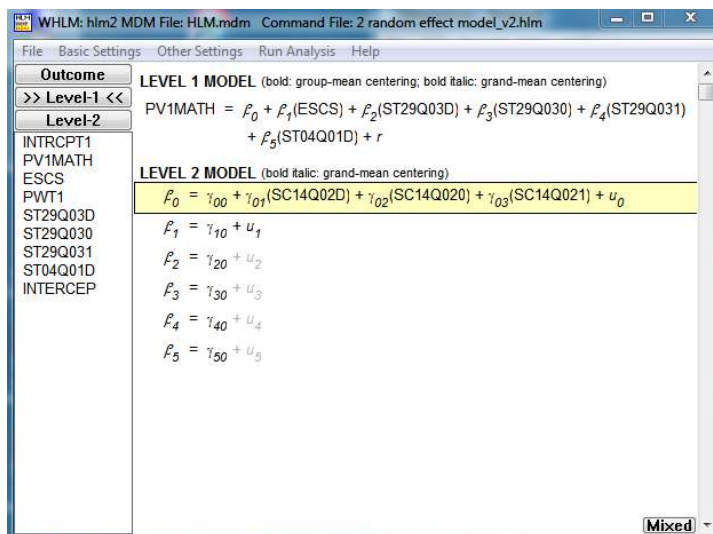 WHLM: hlm2 MDM File: HLM.mdm Command File: 2 random effect model_v2.hlm
File Basic Settings Other Settings Run Analysis Help
Outcome
>> Level-1 <<
Level-2
INTRCPT1
PV1MATH
ESCS
PWT1
ST29Q03D
ST29Q030
ST29Q031
ST04Q01D
INTERCEP
LEVEL 1 MODEL (bold: group-mean centering; bold italic: grand-mean centering)
PV1MATH = β0 + β1(ESCS) + β2(ST29Q03D) + β3(ST29Q030) + β4(ST29Q031)
+ β5(ST04Q01D) + r
LEVEL 2 MODEL (bold italic: grand-mean centering)
β0 = γ00 + γ01(SC14Q02D) + γ02(SC14Q020) + γ03(SC14Q021) + u0
β1 = γ10 + u1
β2 = γ20 + u2
β3 = γ30 + u3
β4 = γ40 + u4
β5 = γ50 + u5
Mixed